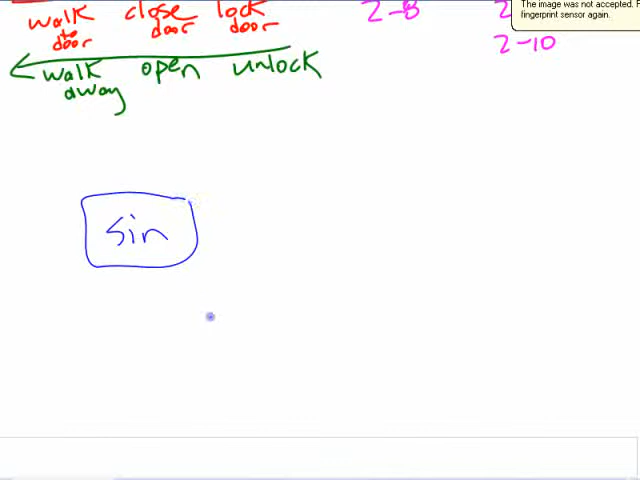 The image was not accepted.
fingerprint sensor again.
walk to door close door lock door
2-8
2-10
walk away open unlock
sin